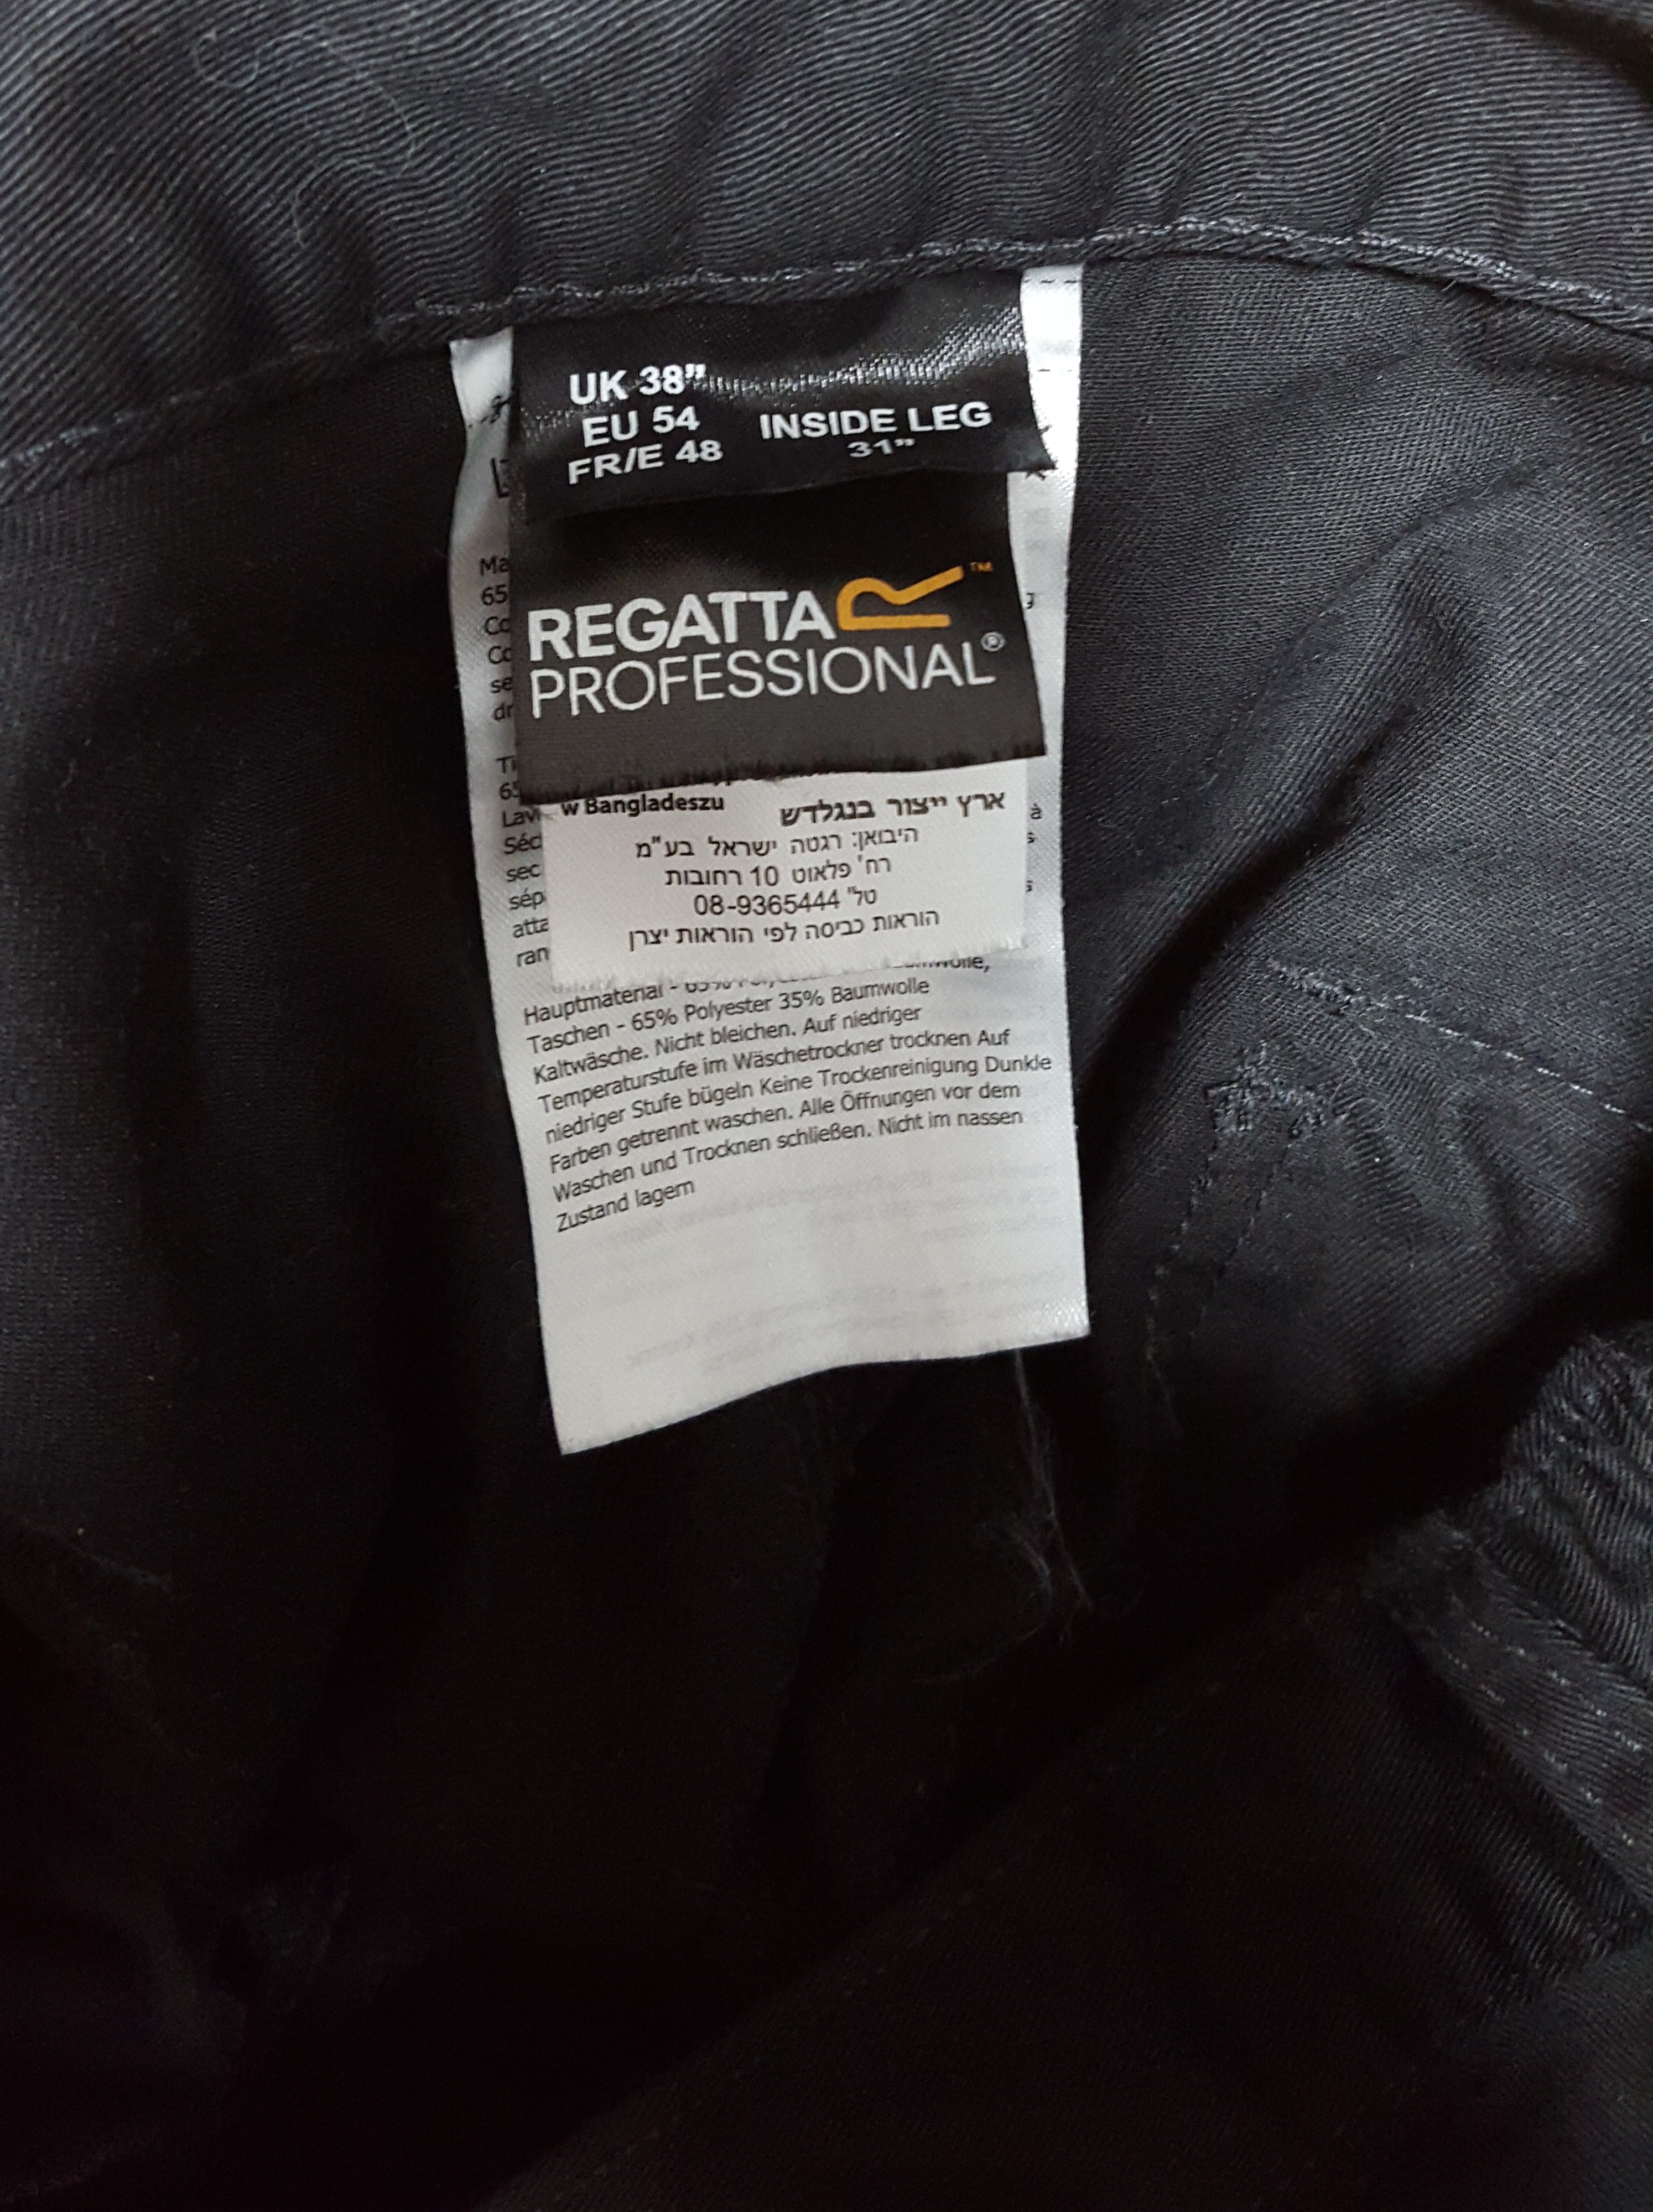 UK 38”
EU 54
FR/E 48
INSIDE LEG
31”
REGATTA
PROFESSIONAL®
w Bangladeszu
ארץ ייצור בנגלדש
היבואן: רגטה ישראל בע"מ
רח' פלאוט 10 רחובות
טל" 08-9365444
הוראות כביסה לפי הוראות יצרן
Hauptmaterial -
Taschen - 65% Polyester 35% Baumwolle
Kaltwäsche. Nicht bleichen. Auf niedriger
Temperaturstufe im Wäschetrockner trocknen Auf
niedriger Stufe bügeln Keine Trockenreinigung Dunkle
Farben getrennt waschen. Alle Öffnungen vor dem
Waschen und Trocknen schließen. Nicht im nassen
Zustand lagern